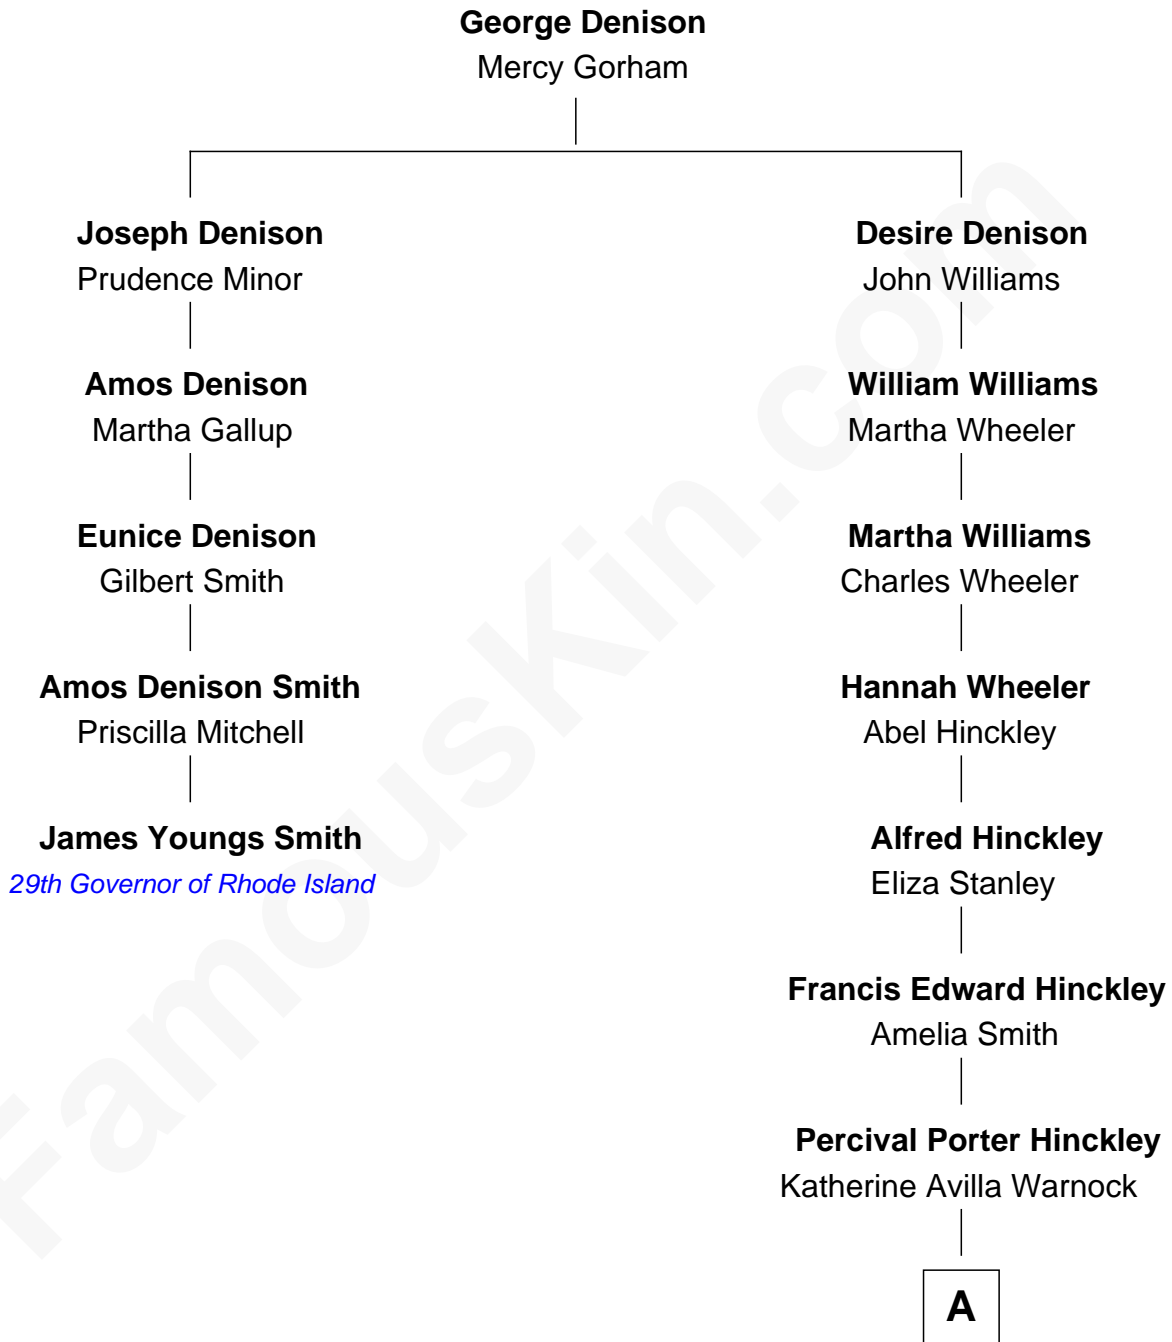 George Denison
Mercy Gorham
Joseph Denison
Prudence Minor
Desire Denison
John Williams
Amos Denison
Martha Gallup
William Williams
Martha Wheeler
Eunice Denison
Gilbert Smith
Martha Williams
Charles Wheeler
Amos Denison Smith
Priscilla Mitchell
Hannah Wheeler
Abel Hinckley
James Youngs Smith
29th Governor of Rhode Island
Alfred Hinckley
Eliza Stanley
Francis Edward Hinckley
Amelia Smith
Percival Porter Hinckley
Katherine Avilla Warnock
A
FamousKin.com